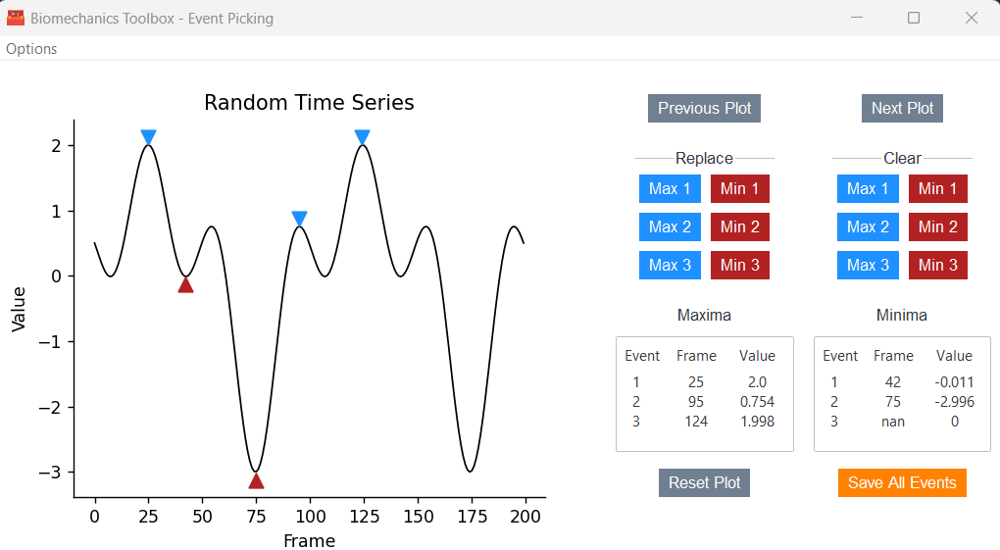 Biomechanics Toolbox - Event Picking
Options
Random Time Series
Value
2
1
0
−1
−2
−3
0 25 50 75 100 125 150 175 200
Frame
Previous Plot Next Plot
Replace Clear
Max 1 Min 1 Max 1 Min 1
Max 2 Min 2 Max 2 Min 2
Max 3 Min 3 Max 3 Min 3
Maxima Minima
Event Frame Value Event Frame Value
1 25 2.0 1 42 -0.011
2 95 0.754 2 75 -2.996
3 124 1.998 3 nan 0
Reset Plot Save All Events